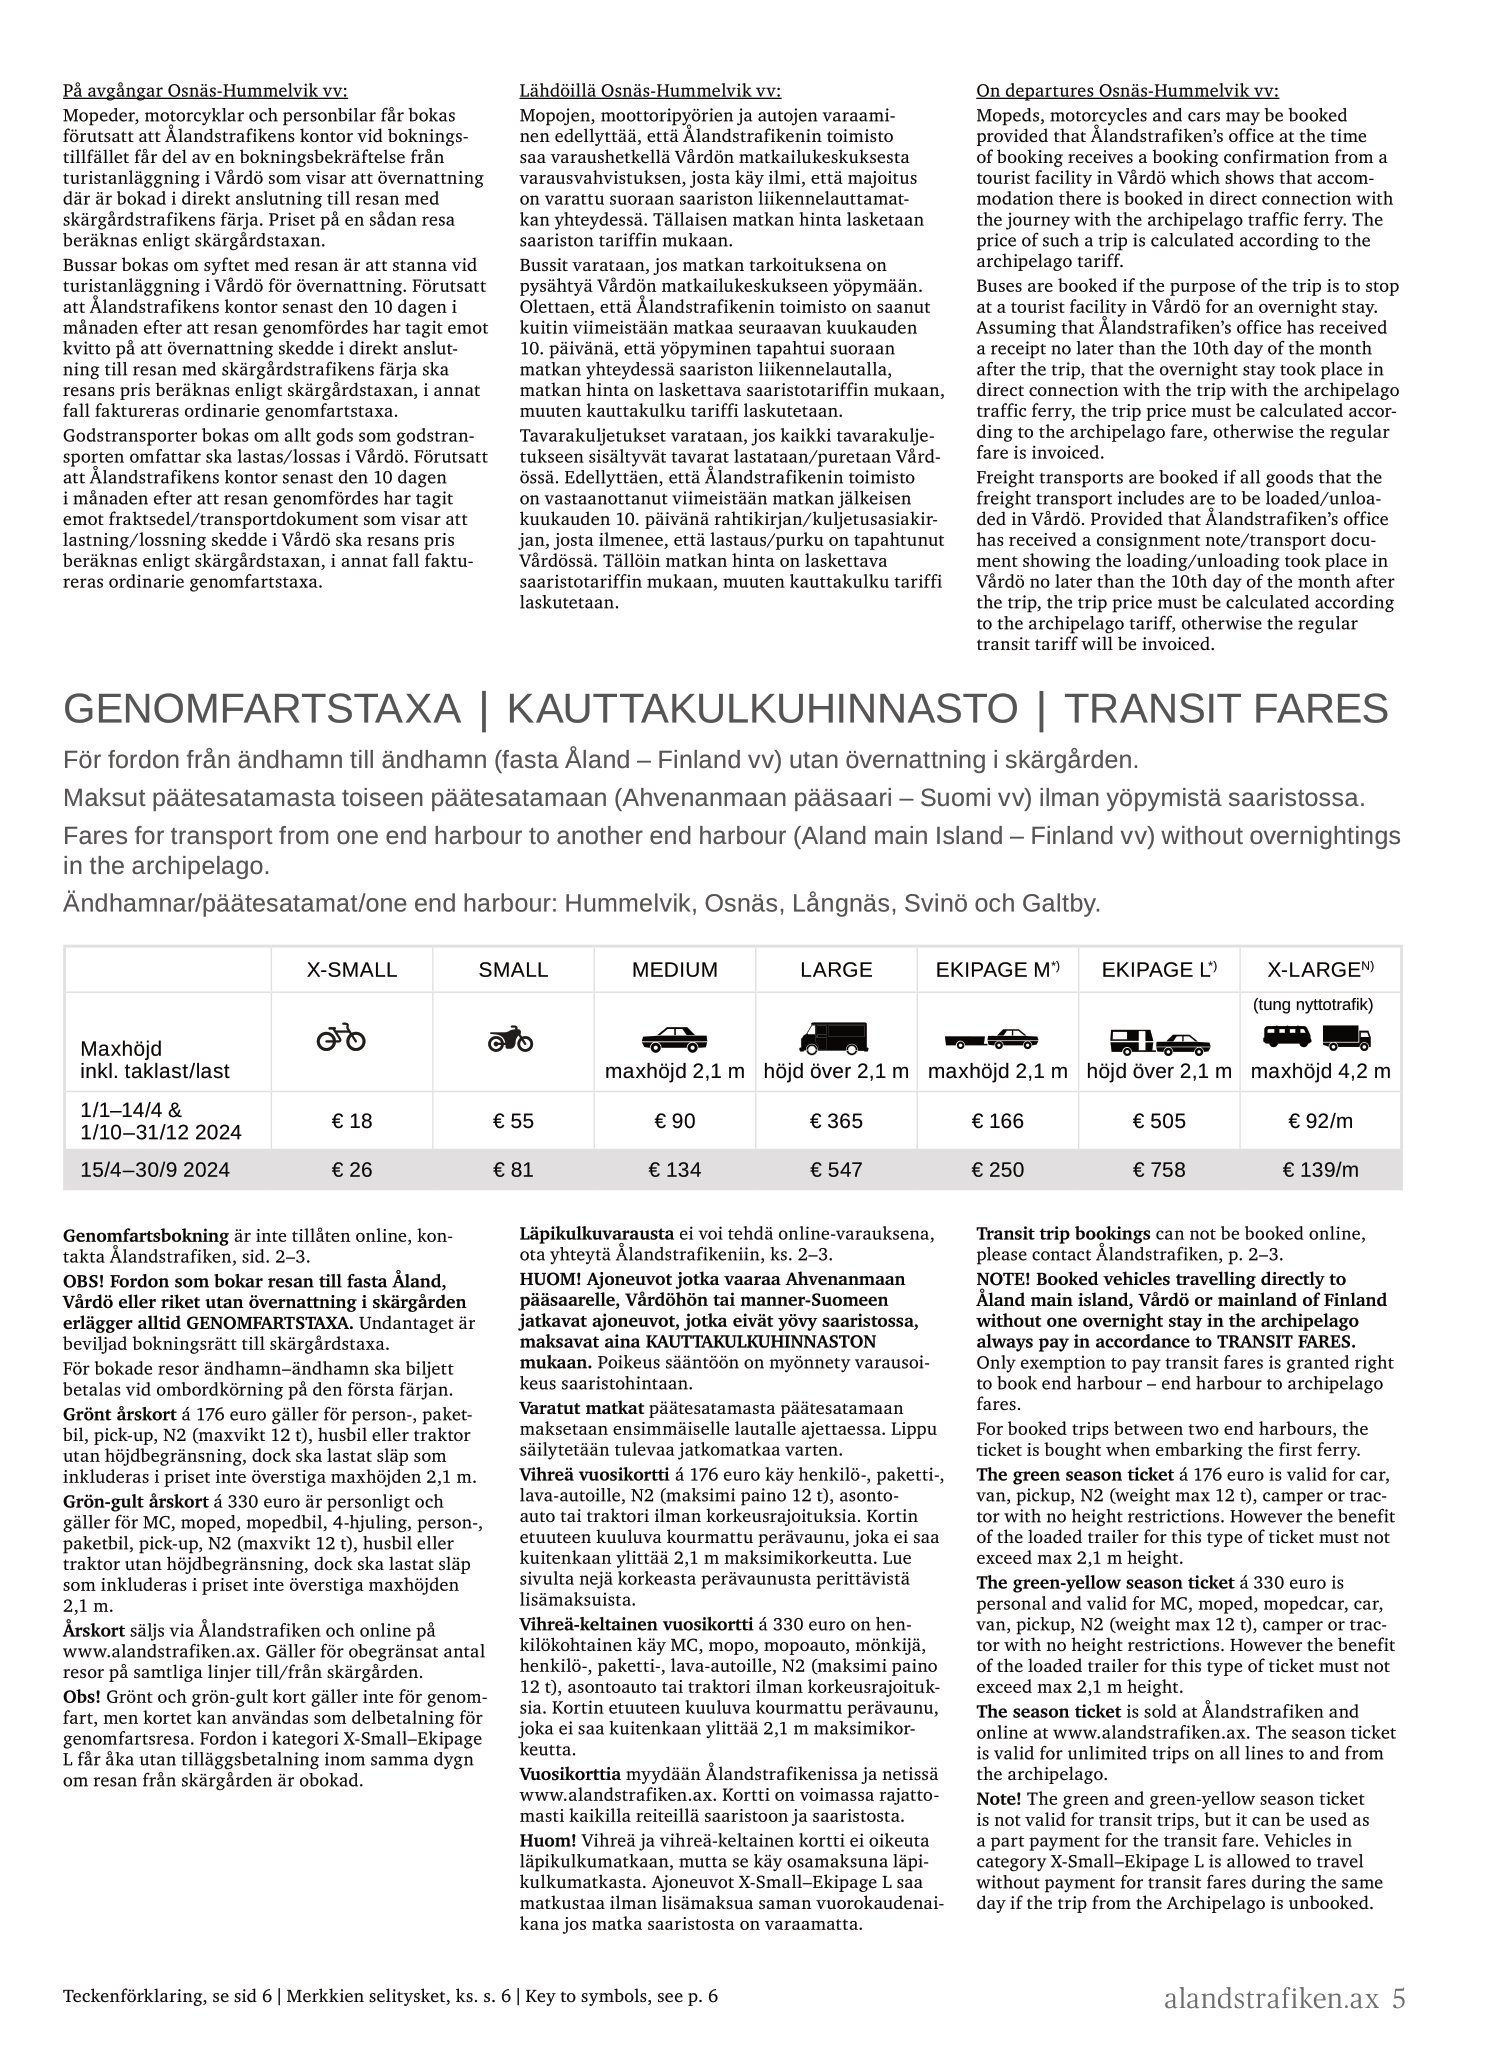 På avgångar Osnäs-Hummelvik vv:
Mopeder, motorcyklar och personbilar får bokas
förutsatt att Ålandstrafikens kontor vid boknings-
tillfället får del av en bokningsbekräftelse från
turistanläggning i Vårdö som visar att övernattning
där är bokad i direkt anslutning till resan med
skärgårdstrafikens färja. Priset på en sådan resa
beräknas enligt skärgårdstaxan.
Bussar bokas om syftet med resan är att stanna vid
turistanläggning i Vårdö för övernattning. Förutsatt
att Ålandstrafikens kontor senast den 10 dagen i
månaden efter att resan genomfördes har tagit emot
kvitto på att övernattning skedde i direkt anslut-
ning till resan med skärgårdstrafikens färja ska
resans pris beräknas enligt skärgårdstaxan, i annat
fall faktureras ordinarie genomfartstaxa.
Godstransporter bokas om allt gods som godstran-
sporten omfattar ska lastas/lossas i Vårdö. Förutsatt
att Ålandstrafikens kontor senast den 10 dagen
i månaden efter att resan genomfördes har tagit
emot fraktsedel/transportdokument som visar att
lastning/lossning skedde i Vårdö ska resans pris
beräknas enligt skärgårdstaxan, i annat fall faktu-
reras ordinarie genomfartstaxa.
Lähdöillä Osnäs-Hummelvik vv:
Mopojen, moottoripyörien ja autojen varaami-
nen edellyttää, että Ålandstrafikenin toimisto
saa varaushetkellä Vårdön matkailukeskuksesta
varausvahvistuksen, josta käy ilmi, että majoitus
on varattu suoraan saariston liikennelauttamat-
kan yhteydessä. Tällaisen matkan hinta lasketaan
saariston tariffin mukaan.
Bussit varataan, jos matkan tarkoituksena on
pysähtyä Vårdön matkailukeskukseen yöpymään.
Olettaen, että Ålandstrafikenin toimisto on saanut
kuitin viimeistään matkaa seuraavan kuukauden
10. päivänä, että yöpyminen tapahtui suoraan
matkan yhteydessä saariston liikennelautalla,
matkan hinta on laskettava saaristotariffin mukaan,
muuten kauttakulku tariffi laskutetaan.
Tavarakuljetukset varataan, jos kaikki tavarakulje-
tukseen sisältyvät tavarat lastataan/puretaan Vård-
össä. Edellyttäen, että Ålandstrafikenin toimisto
on vastaanottanut viimeistään matkan jälkeisen
kuukauden 10. päivänä rahtikirjan/kuljetusasiakir-
jan, josta ilmenee, että lastaus/purku on tapahtunut
Vårdössä. Tällöin matkan hinta on laskettava
saaristotariffin mukaan, muuten kauttakulku tariffi
laskutetaan.
On departures Osnäs-Hummelvik vv:
Mopeds, motorcycles and cars may be booked
provided that Ålandstrafiken’s office at the time
of booking receives a booking confirmation from a
tourist facility in Vårdö which shows that accom-
modation there is booked in direct connection with
the journey with the archipelago traffic ferry. The
price of such a trip is calculated according to the
archipelago tariff.
Buses are booked if the purpose of the trip is to stop
at a tourist facility in Vårdö for an overnight stay.
Assuming that Ålandstrafiken’s office has received
a receipt no later than the 10th day of the month
after the trip, that the overnight stay took place in
direct connection with the trip with the archipelago
traffic ferry, the trip price must be calculated accor-
ding to the archipelago fare, otherwise the regular
fare is invoiced.
Freight transports are booked if all goods that the
freight transport includes are to be loaded/unloa-
ded in Vårdö. Provided that Ålandstrafiken’s office
has received a consignment note/transport docu-
ment showing the loading/unloading took place in
Vårdö no later than the 10th day of the month after
the trip, the trip price must be calculated according
to the archipelago tariff, otherwise the regular
transit tariff will be invoiced.
GENOMFARTSTAXA | KAUTTAKULKUHINNASTO | TRANSIT FARES
För fordon från ändhamn till ändhamn (fasta Åland – Finland vv) utan övernattning i skärgården.
Maksut päätesatamasta toiseen päätesatamaan (Ahvenanmaan pääsaari – Suomi vv) ilman yöpymistä saaristossa.
Fares for transport from one end harbour to another end harbour (Aland main Island – Finland vv) without overnightings
in the archipelago.
Ändhamnar/päätesatamat/one end harbour: Hummelvik, Osnäs, Långnäs, Svinö och Galtby.
X-SMALL SMALL MEDIUM LARGE EKIPAGE M*) EKIPAGE L*) X-LARGEN)
(tung nyttotrafik)
Maxhöjd
inkl. taklast/last maxhöjd 2,1 m höjd över 2,1 m maxhöjd 2,1 m höjd över 2,1 m maxhöjd 4,2 m
1/1–14/4 &
1/10–31/12 2024 € 18 € 55 € 90 € 365 € 166 € 505 € 92/m
15/4–30/9 2024 € 26 € 81 € 134 € 547 € 250 € 758 € 139/m
Genomfartsbokning är inte tillåten online, kon-
takta Ålandstrafiken, sid. 2–3.
OBS! Fordon som bokar resan till fasta Åland,
Vårdö eller riket utan övernattning i skärgården
erlägger alltid GENOMFARTSTAXA. Undantaget är
beviljad bokningsrätt till skärgårdstaxa.
För bokade resor ändhamn–ändhamn ska biljett
betalas vid ombordkörning på den första färjan.
Grönt årskort á 176 euro gäller för person-, paket-
bil, pick-up, N2 (maxvikt 12 t), husbil eller traktor
utan höjdbegränsning, dock ska lastat släp som
inkluderas i priset inte överstiga maxhöjden 2,1 m.
Grön-gult årskort á 330 euro är personligt och
gäller för MC, moped, mopedbil, 4-hjuling, person-,
paketbil, pick-up, N2 (maxvikt 12 t), husbil eller
traktor utan höjdbegränsning, dock ska lastat släp
som inkluderas i priset inte överstiga maxhöjden
2,1 m.
Årskort säljs via Ålandstrafiken och online på
www.alandstrafiken.ax. Gäller för obegränsat antal
resor på samtliga linjer till/från skärgården.
Obs! Grönt och grön-gult kort gäller inte för genom-
fart, men kortet kan användas som delbetalning för
genomfartsresa. Fordon i kategori X-Small–Ekipage
L får åka utan tilläggsbetalning inom samma dygn
om resan från skärgården är obokad.
Läpikulkuvarausta ei voi tehdä online-varauksena,
ota yhteytä Ålandstrafikeniin, ks. 2–3.
HUOM! Ajoneuvot jotka vaaraa Ahvenanmaan
pääsaarelle, Vårdöhön tai manner-Suomeen
jatkavat ajoneuvot, jotka eivät yövy saaristossa,
maksavat aina KAUTTAKULKUHINNASTON
mukaan. Poikeus sääntöön on myönnety varausoi-
keus saaristohintaan.
Varatut matkat päätesatamasta päätesatamaan
maksetaan ensimmäiselle lautalle ajettaessa. Lippu
säilytetään tulevaa jatkomatkaa varten.
Vihreä vuosikortti á 176 euro käy henkilö-, paketti-,
lava-autoille, N2 (maksimi paino 12 t), asonto-
auto tai traktori ilman korkeusrajoituksia. Kortin
etuuteen kuuluva kourmattu perävaunu, joka ei saa
kuitenkaan ylittää 2,1 m maksimikorkeutta. Lue
sivulta nejä korkeasta perävaunusta perittävistä
lisämaksuista.
Vihreä-keltainen vuosikortti á 330 euro on hen-
kilökohtainen käy MC, mopo, mopoauto, mönkijä,
henkilö-, paketti-, lava-autoille, N2 (maksimi paino
12 t), asontoauto tai traktori ilman korkeusrajoituk-
sia. Kortin etuuteen kuuluva kourmattu perävaunu,
joka ei saa kuitenkaan ylittää 2,1 m maksimikor-
keutta.
Vuosikorttia myydään Ålandstrafikenissa ja netissä
www.alandstrafiken.ax. Kortti on voimassa rajatto-
masti kaikilla reiteillä saaristoon ja saaristosta.
Huom! Vihreä ja vihreä-keltainen kortti ei oikeuta
läpikulkumatkaan, mutta se käy osamaksuna läpi-
kulkumatkasta. Ajoneuvot X-Small–Ekipage L saa
matkustaa ilman lisämaksua saman vuorokaudenai-
kana jos matka saaristosta on varaamatta.
Transit trip bookings can not be booked online,
please contact Ålandstrafiken, p. 2–3.
NOTE! Booked vehicles travelling directly to
Åland main island, Vårdö or mainland of Finland
without one overnight stay in the archipelago
always pay in accordance to TRANSIT FARES.
Only exemption to pay transit fares is granted right
to book end harbour – end harbour to archipelago
fares.
For booked trips between two end harbours, the
ticket is bought when embarking the first ferry.
The green season ticket á 176 euro is valid for car,
van, pickup, N2 (weight max 12 t), camper or trac-
tor with no height restrictions. However the benefit
of the loaded trailer for this type of ticket must not
exceed max 2,1 m height.
The green-yellow season ticket á 330 euro is
personal and valid for MC, moped, mopedcar, car,
van, pickup, N2 (weight max 12 t), camper or trac-
tor with no height restrictions. However the benefit
of the loaded trailer for this type of ticket must not
exceed max 2,1 m height.
The season ticket is sold at Ålandstrafiken and
online at www.alandstrafiken.ax. The season ticket
is valid for unlimited trips on all lines to and from
the archipelago.
Note! The green and green-yellow season ticket
is not valid for transit trips, but it can be used as
a part payment for the transit fare. Vehicles in
category X-Small–Ekipage L is allowed to travel
without payment for transit fares during the same
day if the trip from the Archipelago is unbooked.
Teckenförklaring, se sid 6 | Merkkien selitysket, ks. s. 6 | Key to symbols, see p. 6
alandstrafiken.ax 5